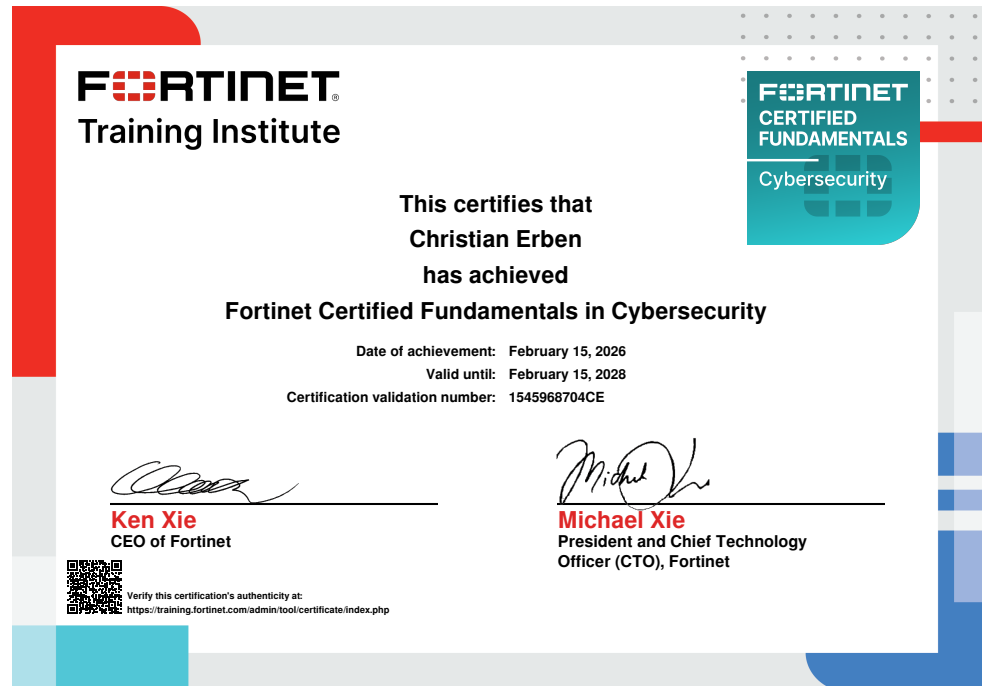 FORTINET®
Training Institute
FORTINET
CERTIFIED
FUNDAMENTALS
Cybersecurity
This certifies that
Christian Erben
has achieved
Fortinet Certified Fundamentals in Cybersecurity
Date of achievement: February 15, 2026
Valid until: February 15, 2028
Certification validation number: 1545968704CE
Ken Xie
CEO of Fortinet
Michael Xie
President and Chief Technology
Officer (CTO), Fortinet
Verify this certification's authenticity at:
https://training.fortinet.com/admin/tool/certificate/index.php